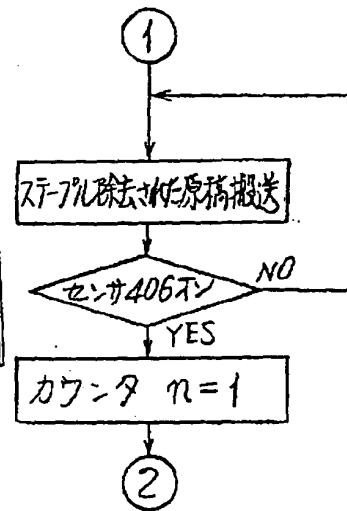 1
ステープル除去された原稿搬送
センサ406オン
NO
YES
カウンタ n=1
2